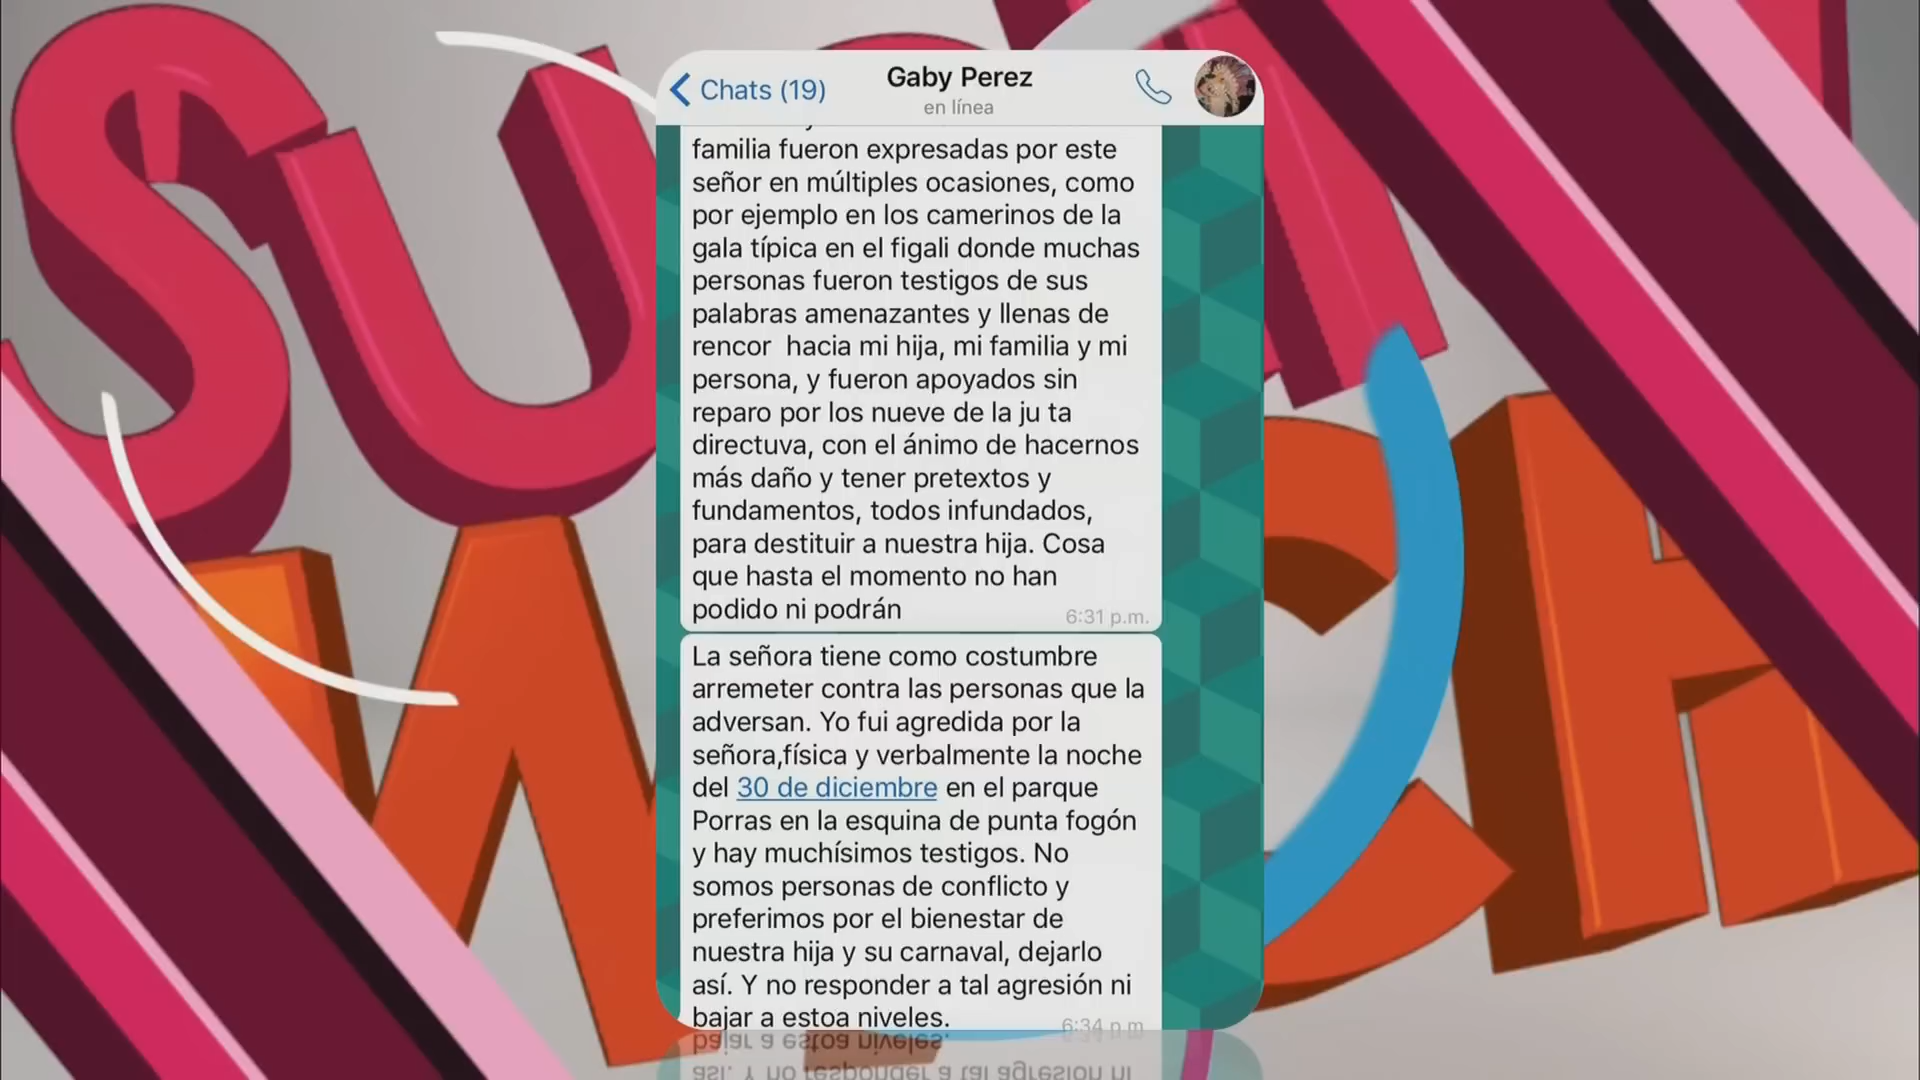 Chats (19)
Gaby Perez
en línea
familia fueron expresadas por este
señor en múltiples ocasiones, como
por ejemplo en los camerinos de la
gala típica en el figali donde muchas
personas fueron testigos de sus
palabras amenazantes y llenas de
rencor  hacia mi hija, mi familia y mi
persona, y fueron apoyados sin
reparo por los nueve de la ju ta
directuva, con el ánimo de hacernos
más daño y tener pretextos y
fundamentos, todos infundados,
para destituir a nuestra hija. Cosa
que hasta el momento no han
podido ni podrán
6:31 p.m.
La señora tiene como costumbre
arremeter contra las personas que la
adversan. Yo fui agredida por la
señora,física y verbalmente la noche
del 30 de diciembre en el parque
Porras en la esquina de punta fogón
y hay muchísimos testigos. No
somos personas de conflicto y
preferimos por el bienestar de
nuestra hija y su carnaval, dejarlo
así. Y no responder a tal agresión ni
bajar a estoa niveles.
6:34 p m